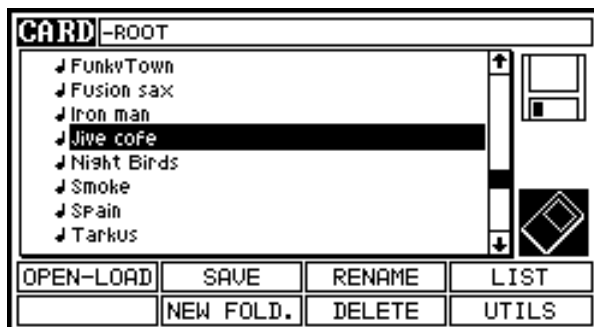 CARD -ROOT
FunkyTown
Fusion sax
Iron man
Jive cofe
Night Birds
Smoke
Spain
Tarkus
OPEN-LOAD SAVE RENAME LIST
NEW FOLD. DELETE UTILS